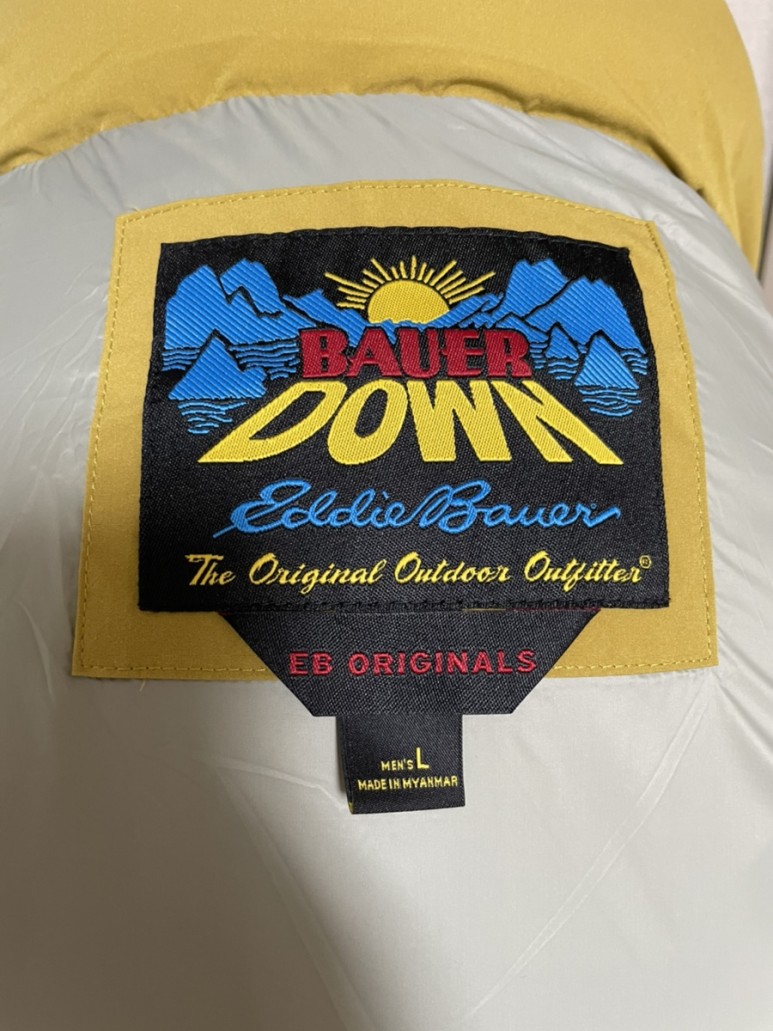 BAUER
DOWN
Eddie Bauer
The Original Outdoor Outfitter®
EB ORIGINALS
MEN'S L
MADE IN MYANMAR